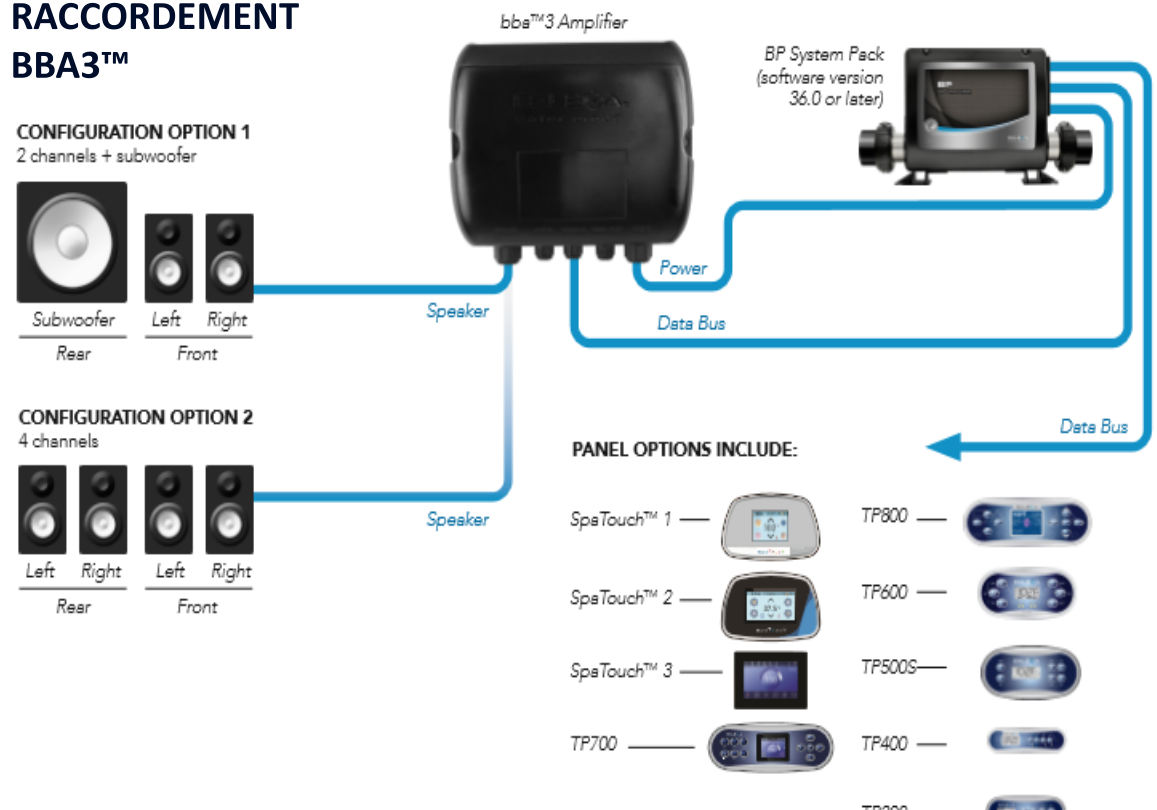 RACCORDEMENT
BBA3™
bba™3 Amplifier
BP System Pack
(software version
36.0 or later)
CONFIGURATION OPTION 1
2 channels + subwoofer
Subwoofer
Left
Right
Rear
Front
Speaker
Power
Data Bus
CONFIGURATION OPTION 2
4 channels
Left
Right
Left
Right
Rear
Front
Speaker
Data Bus
PANEL OPTIONS INCLUDE:
SpaTouch™ 1
TP800
SpaTouch™ 2
TP600
SpaTouch™ 3
TP500S
TP700
TP400